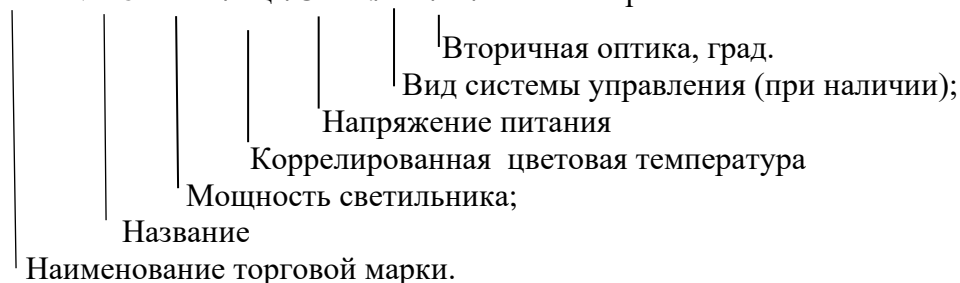 Вторичная оптика, град.
Вид системы управления (при наличии);
Напряжение питания
Коррелированная цветовая температура
Мощность светильника;
Название
Наименование торговой марки.